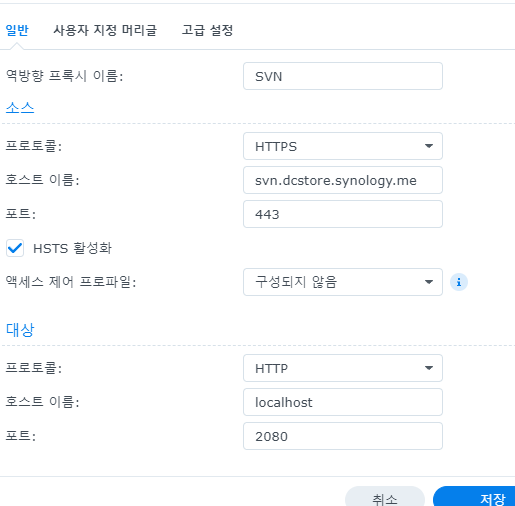 일반 사용자 지정 머리글 고급 설정
역방향 프록시 이름: SVN
소스
프로토콜: HTTPS
호스트 이름: svn.dcstore.synology.me
포트: 443
HSTS 활성화
액세스 제어 프로파일: 구성되지 않음
대상
프로토콜: HTTP
호스트 이름: localhost
포트: 2080
취소 저장